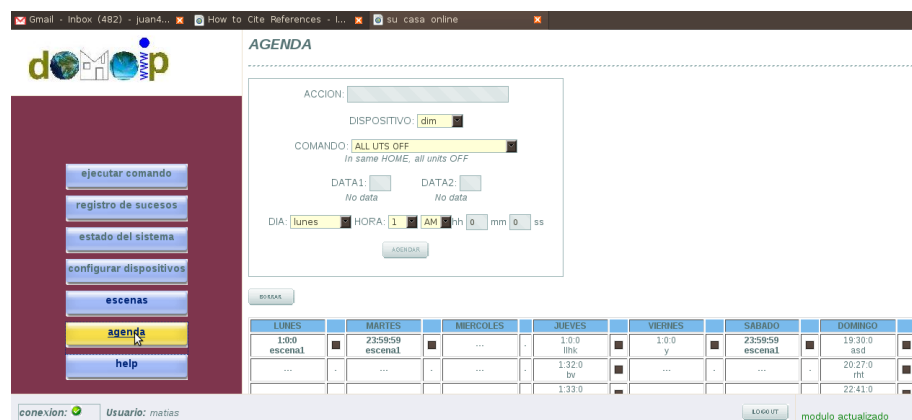 Gmail - Inbox (482) - juan4...
How to Cite References - I...
su casa online
domoip
www
AGENDA
ACCION:
DISPOSITIVO: dim
COMANDO: ALL UTS OFF
In same HOME, all units OFF
DATA1: DATA2:
No data No data
DIA: lunes HORA: 1 AM hh 0 mm 0 ss
AGENDAR
ejecutar comando
registro de sucesos
estado del sistema
configurar dispositivos
escenas
agenda
help
BORRAR
LUNES MARTES MIERCOLES JUEVES VIERNES SABADO DOMINGO
1:0:0 23:59:59 ... 1:0:0 1:0:0 23:59:59 19:30:0
escena1 escena1 - llhk y escena1 asd
... - ... - ... - 1:32:0 ... - ... - 20:27:0
bv rht
1:33:0 22:41:0
conexion: Usuario: matias
LOGOUT
modulo actualizado